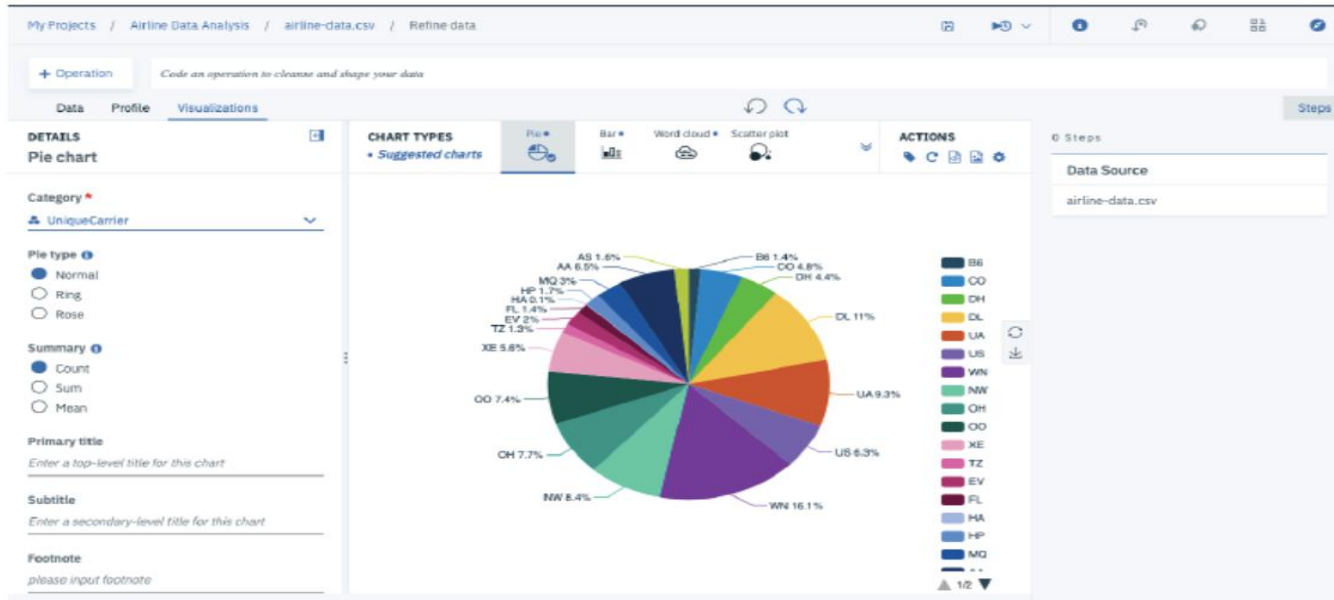 My Projects / Airline Data Analysis / airline-data.csv / Refine data
+ Operation
Code an operation to cleanse and shape your data
Data Profile Visualizations
Steps
DETAILS
Pie chart
Category *
UniqueCarrier
Pie type
Normal
Ring
Rose
Summary
Count
Sum
Mean
Primary title
Enter a top-level title for this chart
Subtitle
Enter a secondary-level title for this chart
Footnote
please input footnote
CHART TYPES
• Suggested charts
Pie •
Bar •
Word cloud •
Scatter plot
ACTIONS
AS 1.6%
AA 6.5%
MQ 3%
HP 1.7%
HA 0.1%
FL 1.4%
EV 2%
TZ 1.3%
XE 5.6%
OO 7.4%
OH 7.7%
NW 8.4%
B6 1.4%
CO 4.8%
DH 4.4%
DL 11%
UA 9.3%
US 6.3%
WN 16.1%
B6
CO
DH
DL
UA
US
WN
NW
OH
OO
XE
TZ
EV
FL
HA
HP
MQ
1/2
0 Steps
Data Source
airline-data.csv